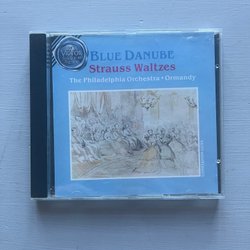 BLUE DANUBE
Strauss Waltzes
The Philadelphia Orchestra • Ormandy